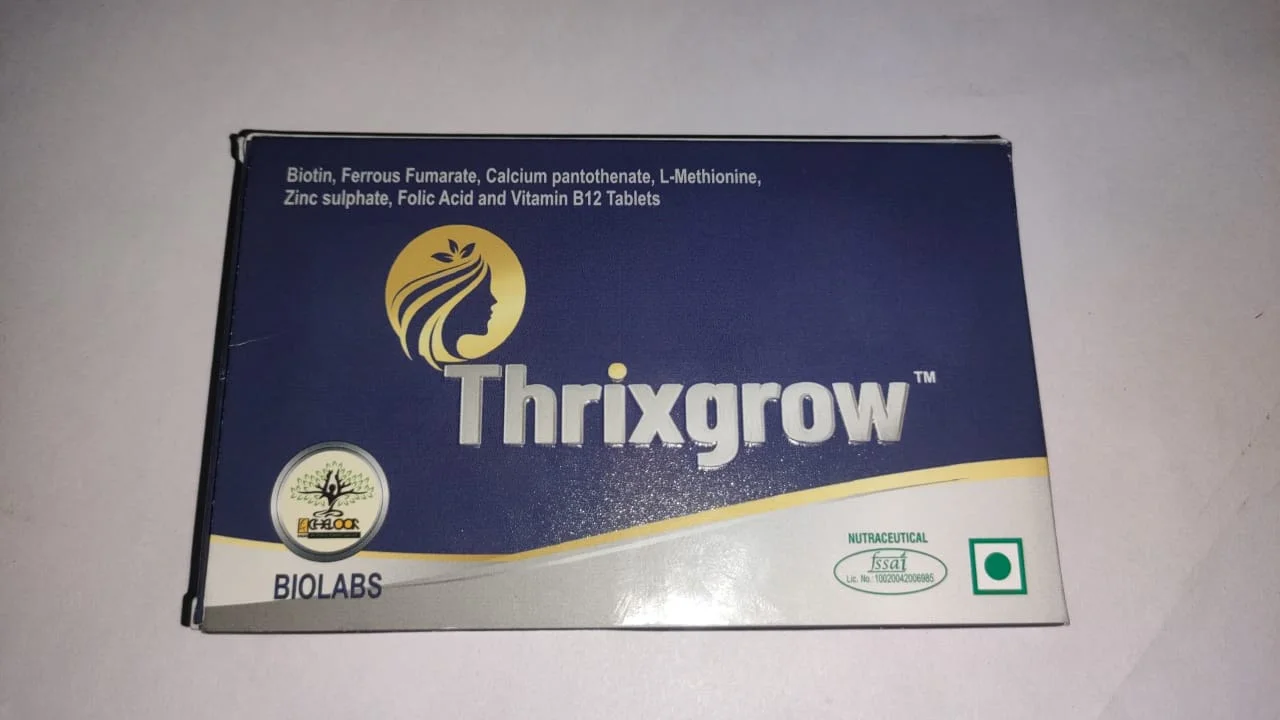 Biotin, Ferrous Fumarate, Calcium pantothenate, L-Methionine,
Zinc sulphate, Folic Acid and Vitamin B12 Tablets
Thrixgrow™
CHELOOR
BIOLABS
NUTRACEUTICAL
fssai
Lic. No.: 10020042006985